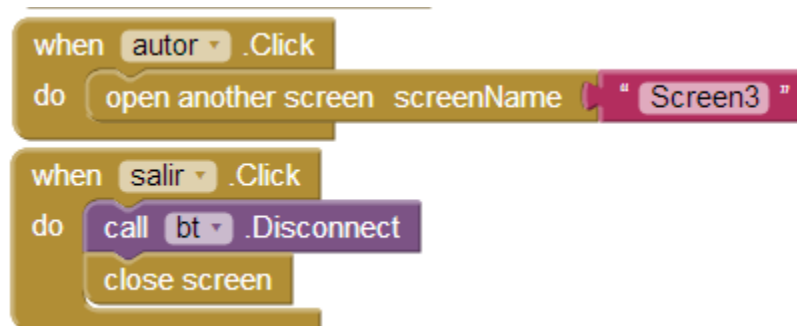 when autor .Click
do open another screen screenName " Screen3 "
when salir .Click
do call bt .Disconnect
close screen